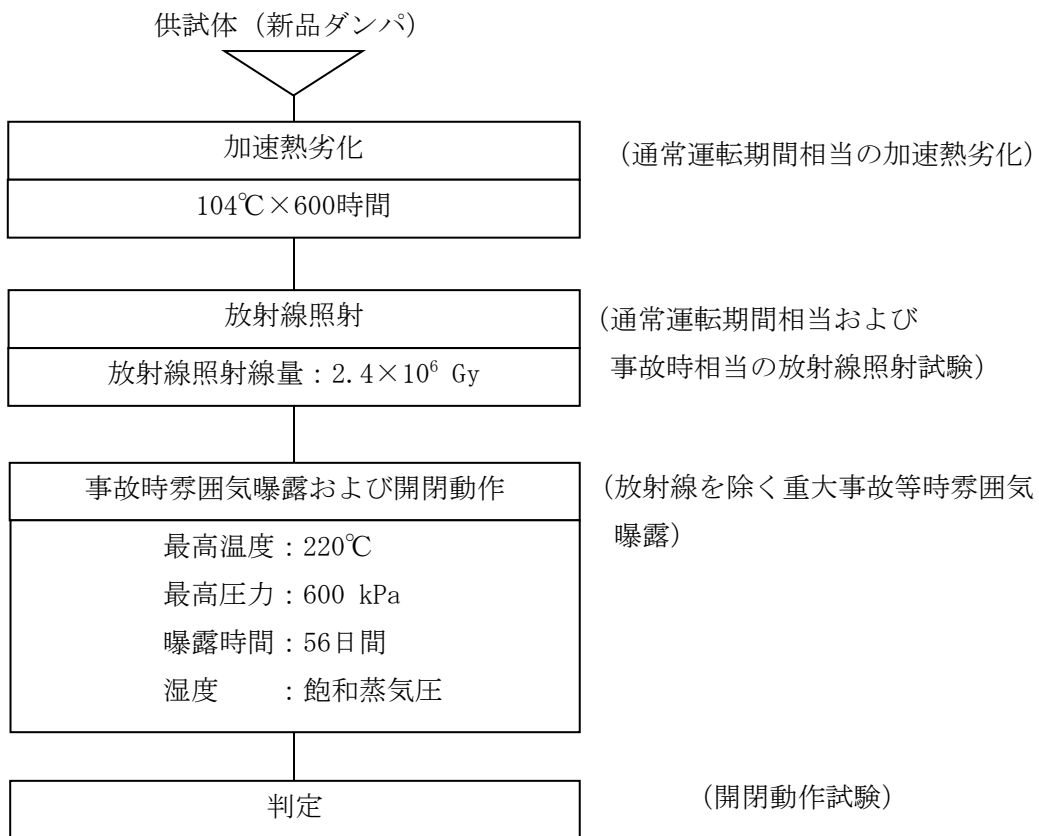 供試体（新品ダンパ）
加速熱劣化
（通常運転期間相当の加速熱劣化）
104℃×600時間
放射線照射
（通常運転期間相当および
事故時相当の放射線照射試験）
放射線照射線量：2.4×10⁶ Gy
事故時雰囲気曝露および開閉動作
（放射線を除く重大事故等時雰囲気
曝露）
最高温度：220℃
最高圧力：600 kPa
曝露時間：56日間
湿度　　：飽和蒸気圧
判定
（開閉動作試験）